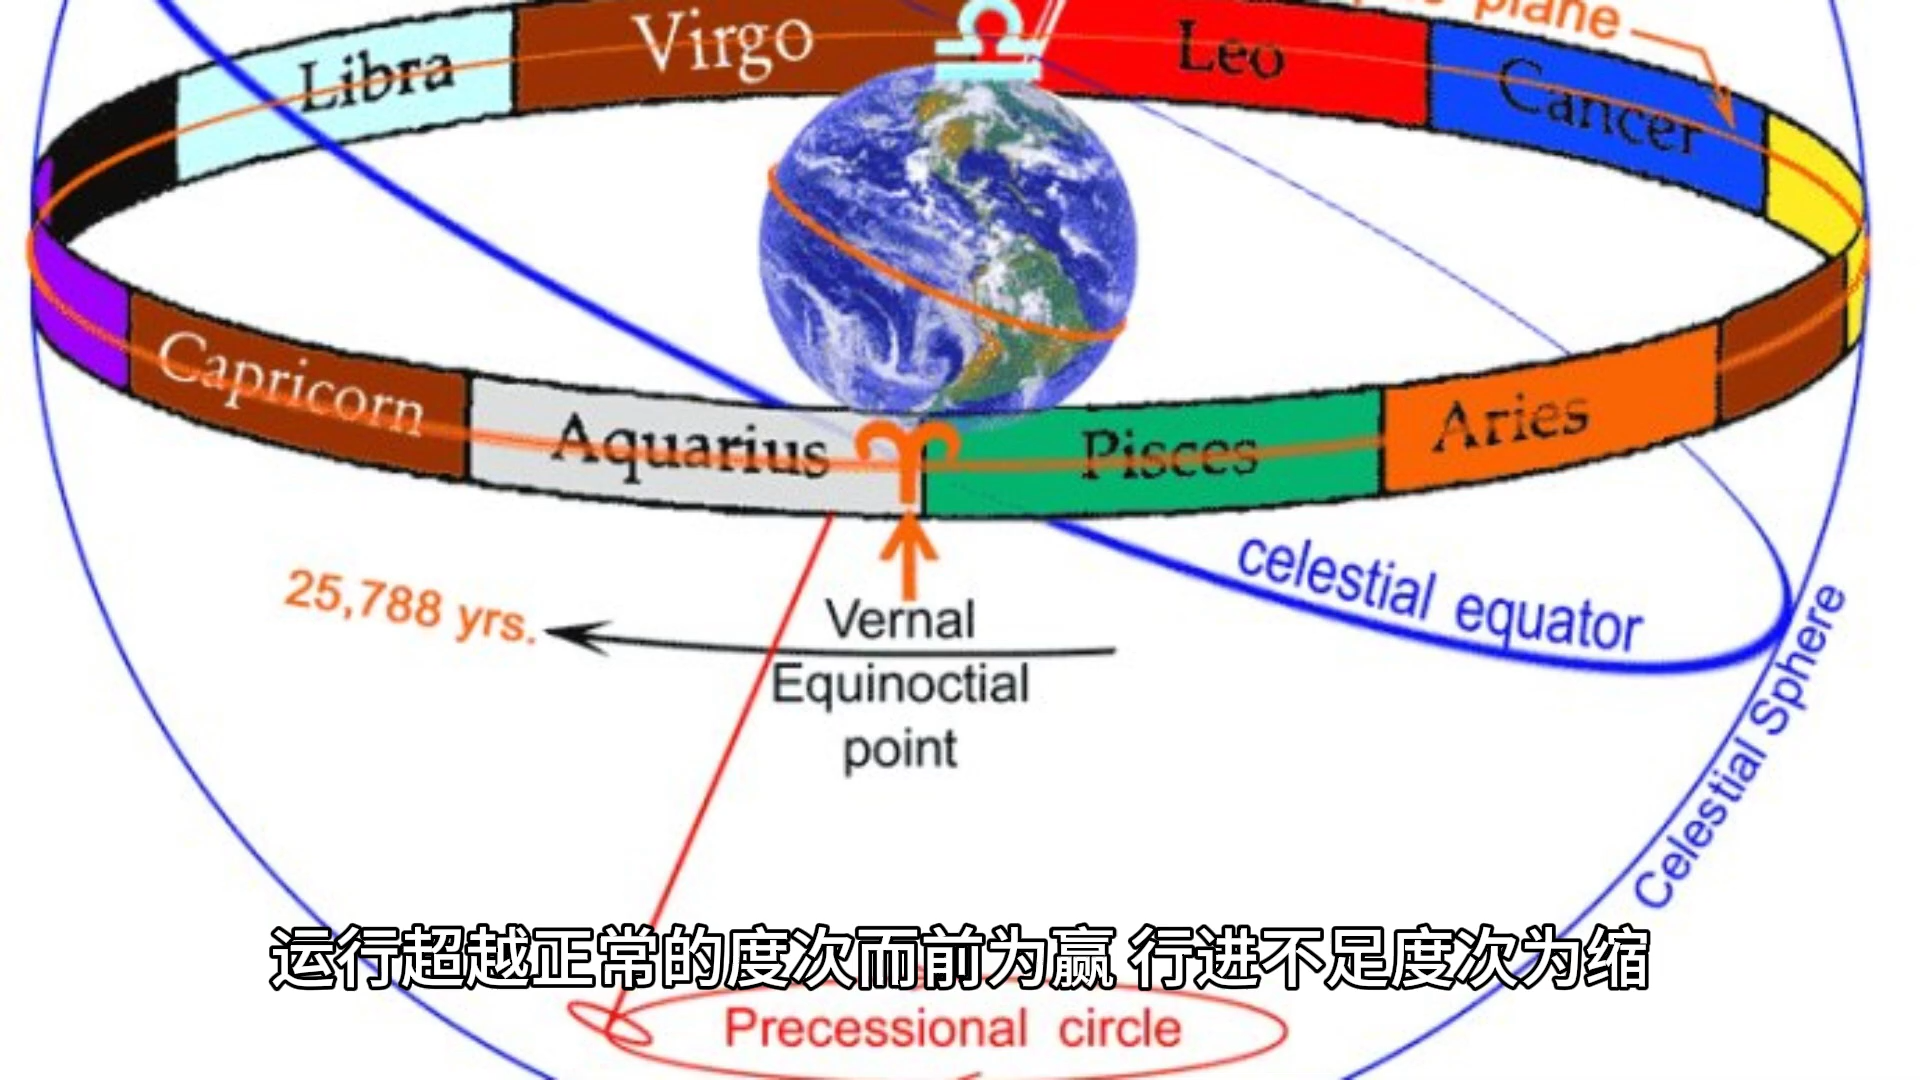 plane
Libra
Virgo
Leo
Cancer
Capricorn
Aquarius
Pisces
Aries
25,788 yrs.
Vernal
Equinoctial
point
celestial equator
Celestial Sphere
运行超越正常的度次而前为赢 行进不足度次为缩
Precessional circle